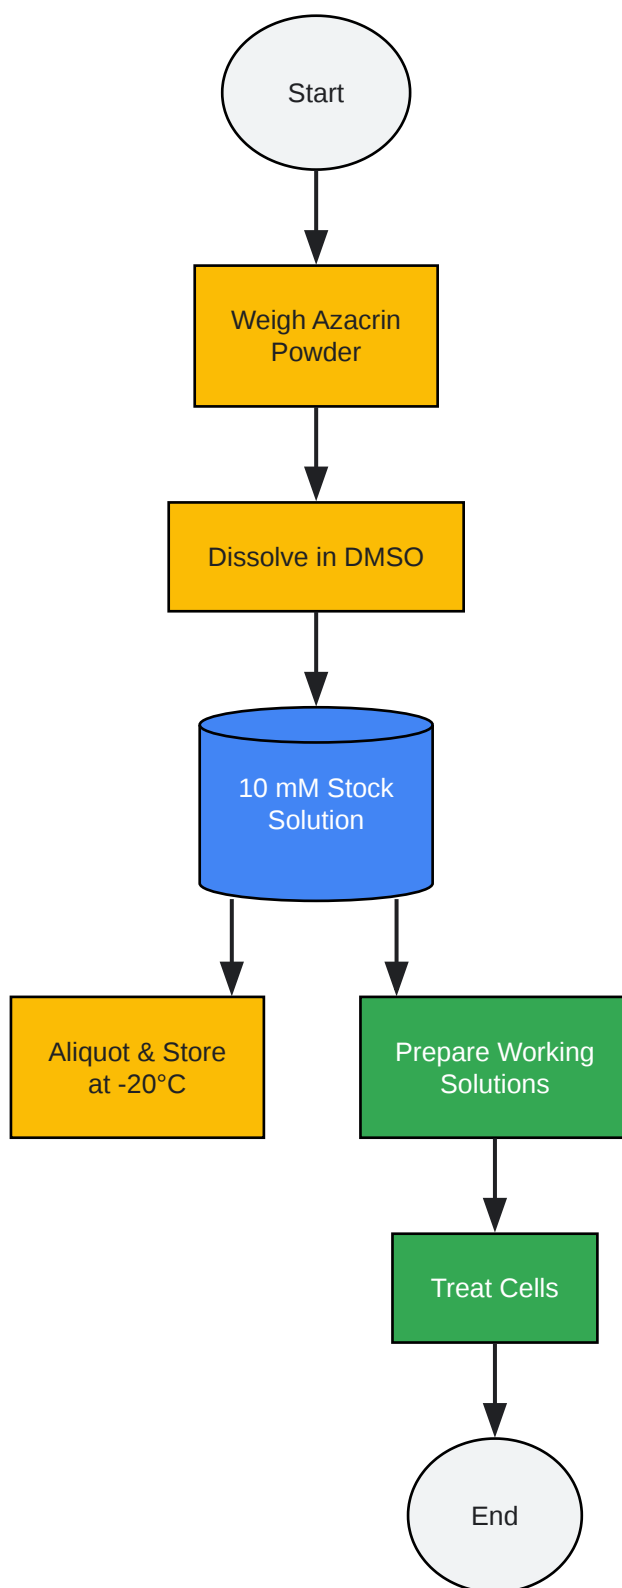 Start
Weigh Azacrin
Powder
Dissolve in DMSO
10 mM Stock
Solution
Aliquot & Store
at -20°C
Prepare Working
Solutions
Treat Cells
End